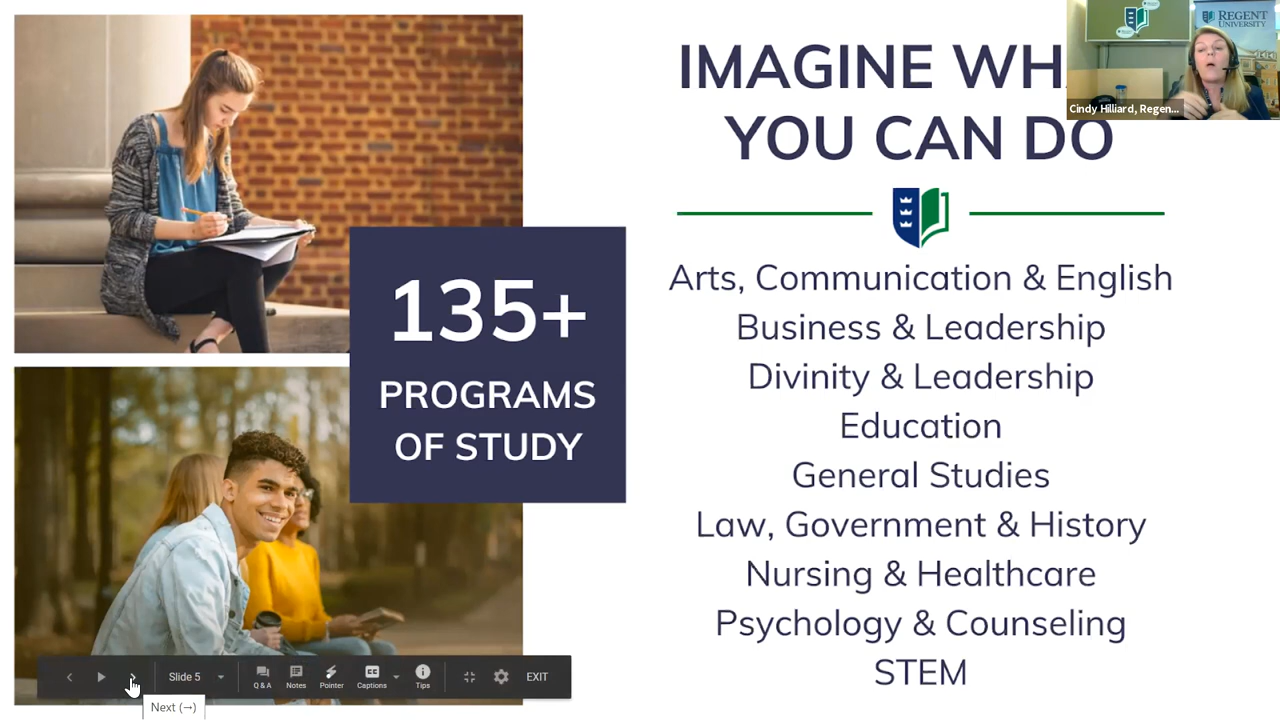 IMAGINE WH
YOU CAN DO
REGENT
UNIVERSITY
Cindy Hilliard, Regen...
135+
PROGRAMS
OF STUDY
Arts, Communication & English
Business & Leadership
Divinity & Leadership
Education
General Studies
Law, Government & History
Nursing & Healthcare
Psychology & Counseling
STEM
Slide 5
Q & A
Notes
Pointer
Captions
Tips
EXIT
Next (→)